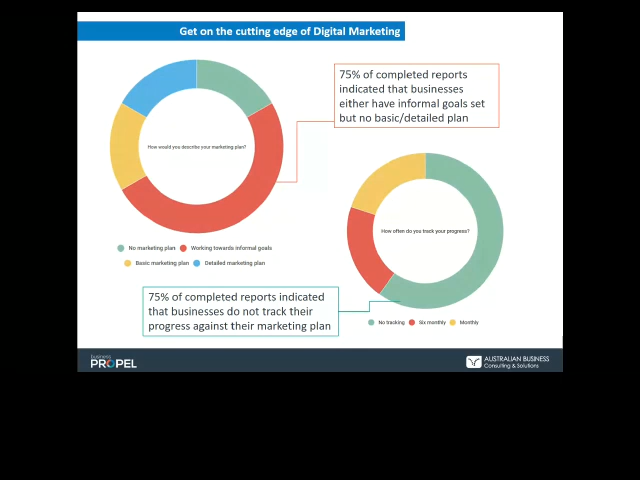 Get on the cutting edge of Digital Marketing
75% of completed reports
indicated that businesses
either have informal goals set
but no basic/detailed plan
How would you describe your marketing plan?
No marketing plan
Working towards informal goals
Basic marketing plan
Detailed marketing plan
How often do you track your progress?
75% of completed reports indicated
that businesses do not track their
progress against their marketing plan
No tracking
Six monthly
Monthly
business
PROPEL
AUSTRALIAN BUSINESS
Consulting & Solutions